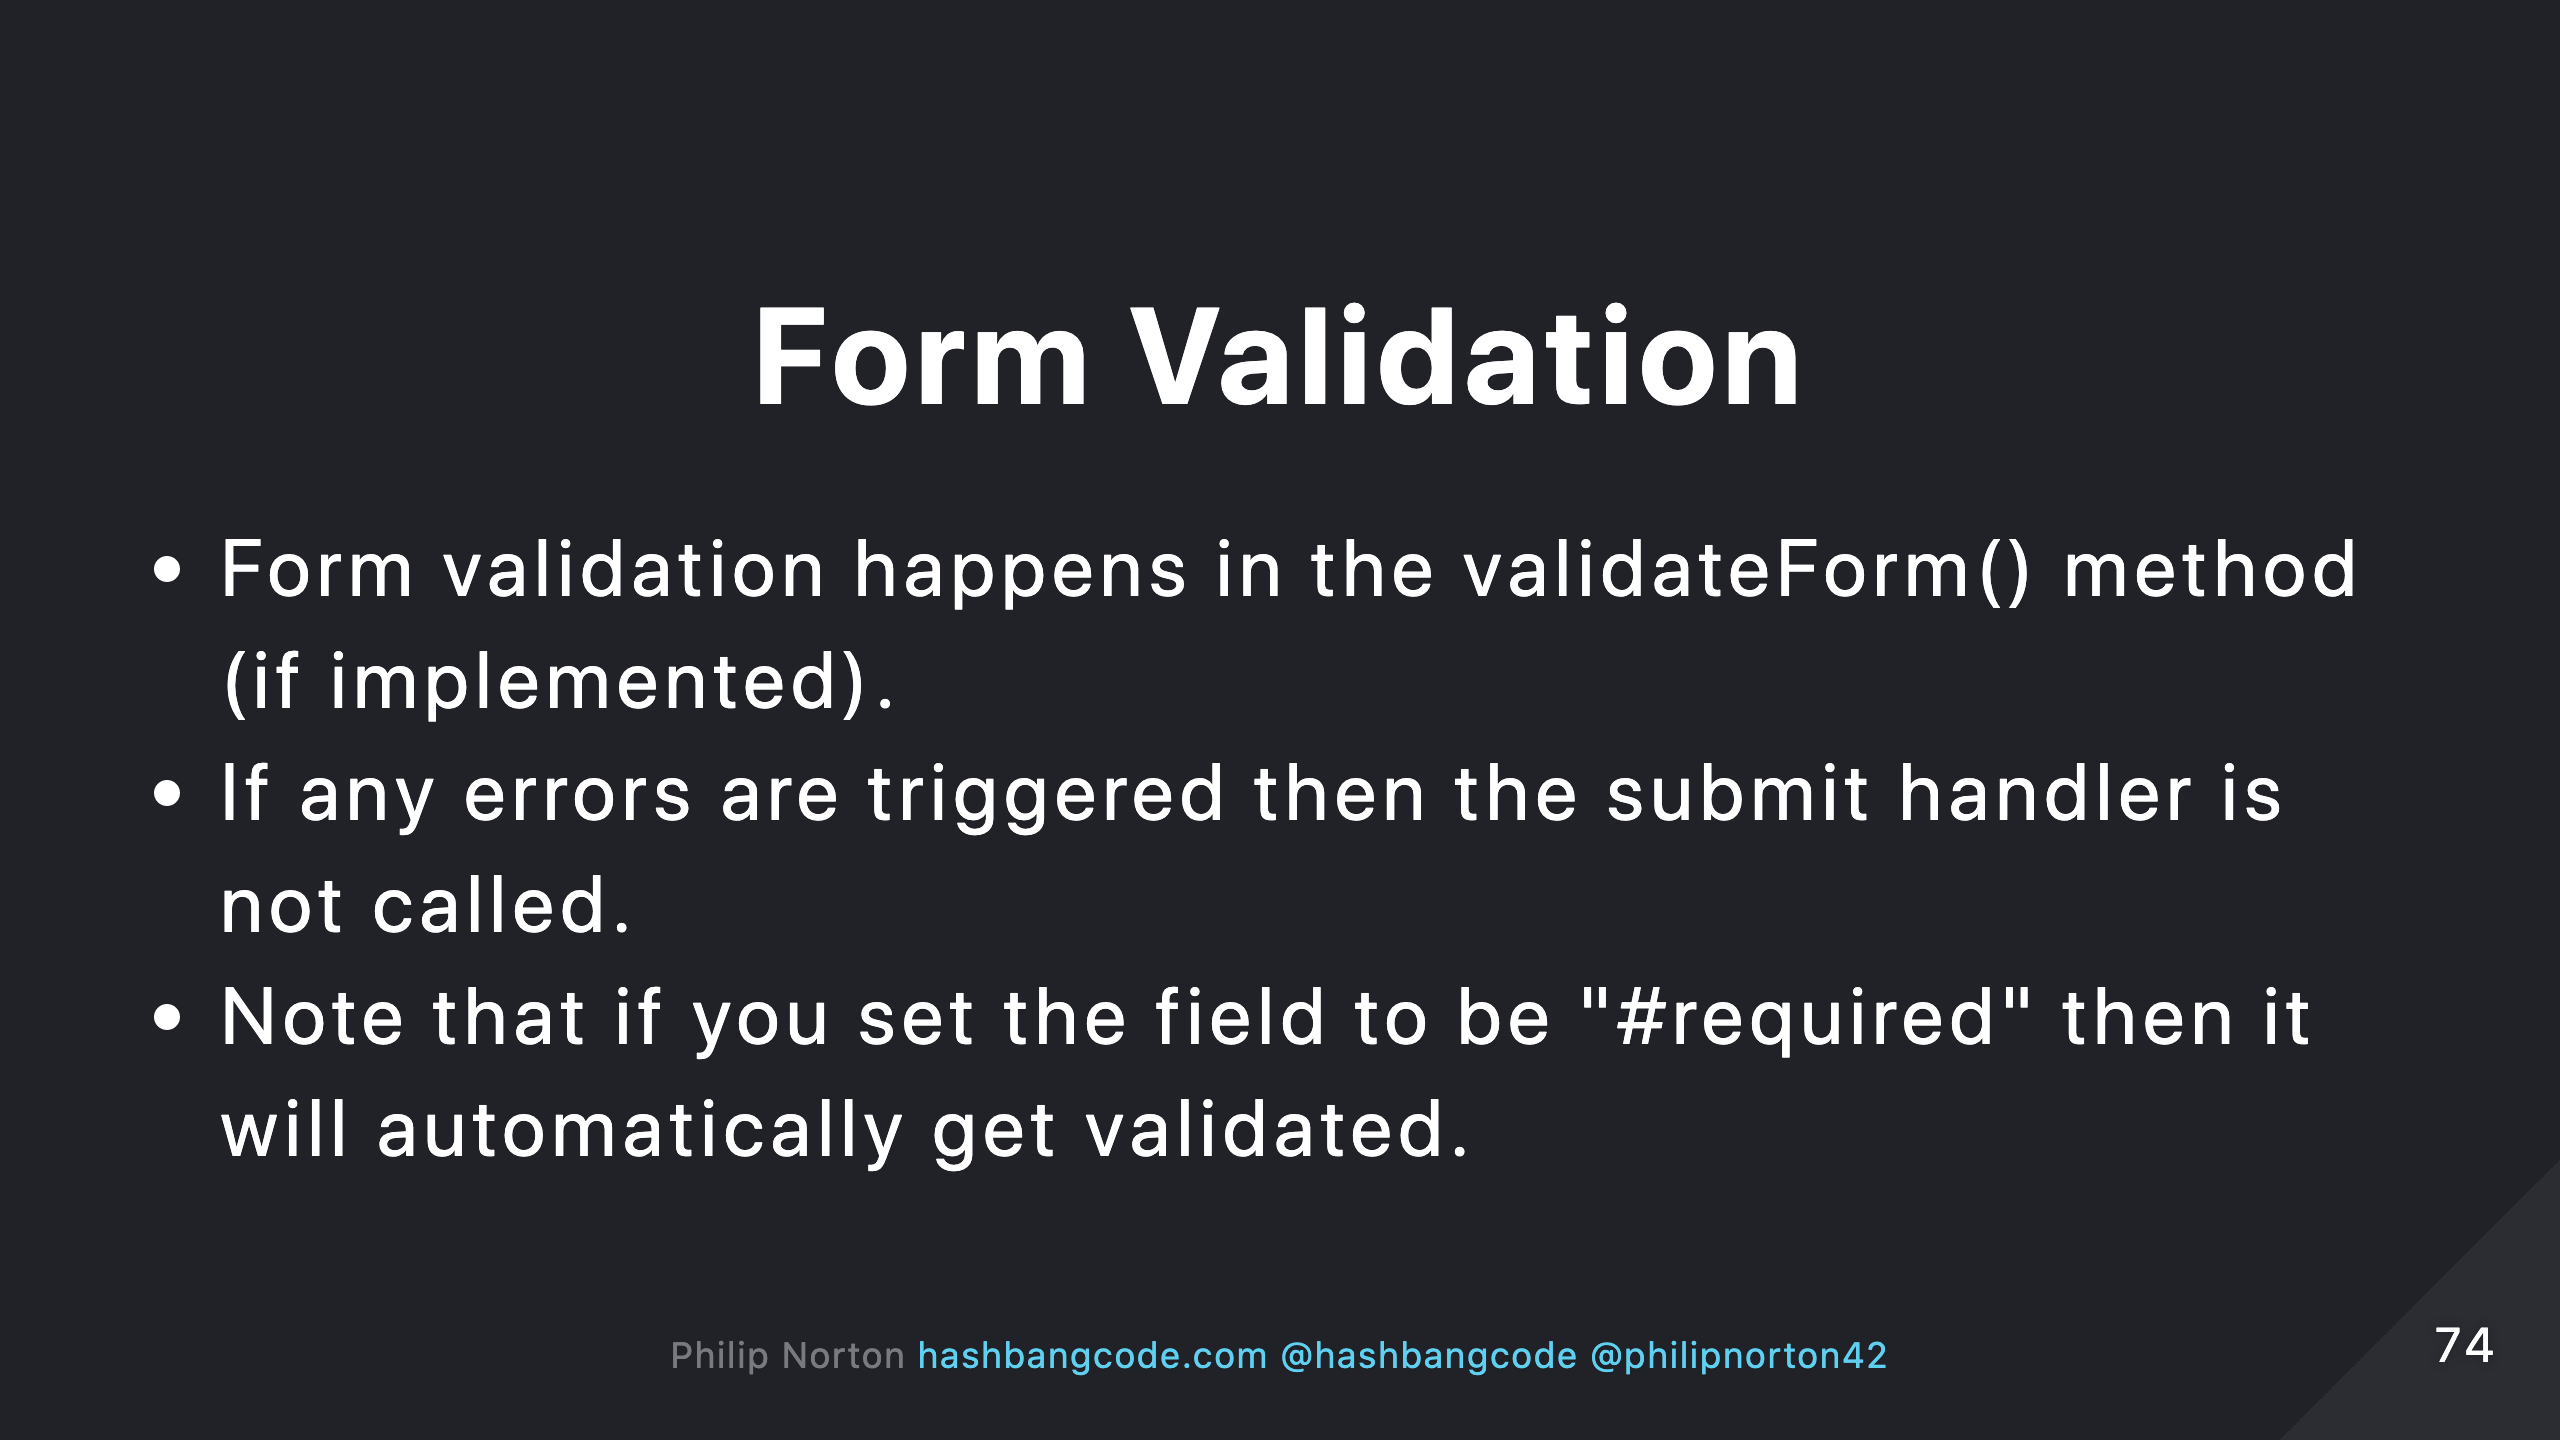 Form Validation
• Form validation happens in the validateForm() method
(if implemented).
• If any errors are triggered then the submit handler is
not called.
• Note that if you set the field to be "#required" then it
will automatically get validated.
Philip Norton hashbangcode.com @hashbangcode @philipnorton42
74